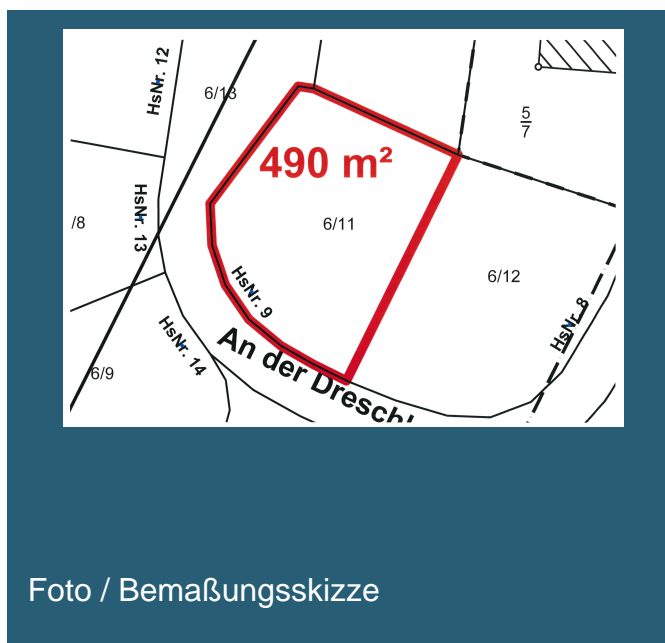 HsNr. 12
6/13
5
7
490 m²
HsNr. 13
/8
6/11
6/12
HsNr. 9
HsNr. 8
HsNr. 14
An der Dreschl
6/9
Foto / Bemaßungsskizze